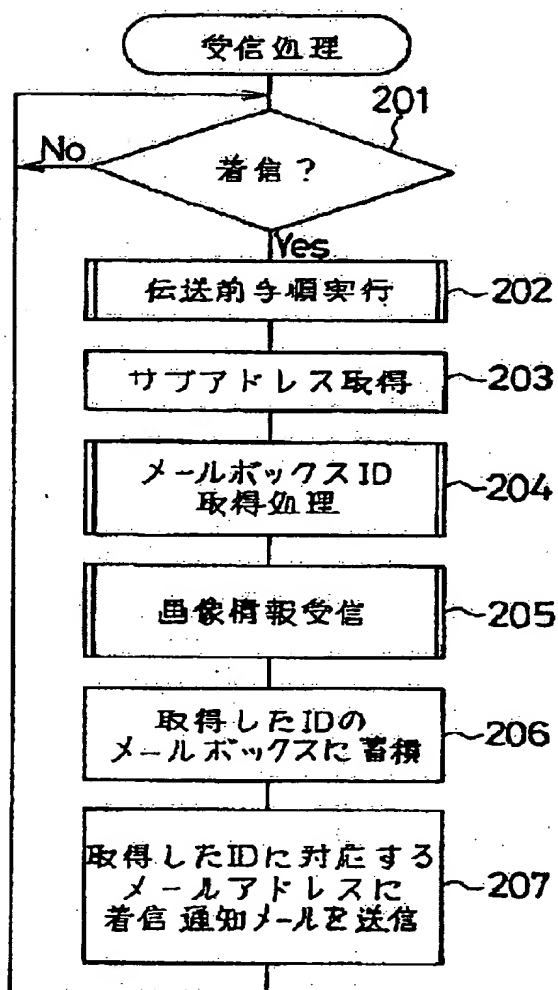 受信処理
201
No
着信?
Yes
伝送前手順実行
202
サブアドレス取得
203
メールボックスID
取得処理
204
画像情報受信
205
取得したIDの
メールボックスに蓄積
206
取得したIDに対応する
メールアドレスに
着信通知メールを送信
207